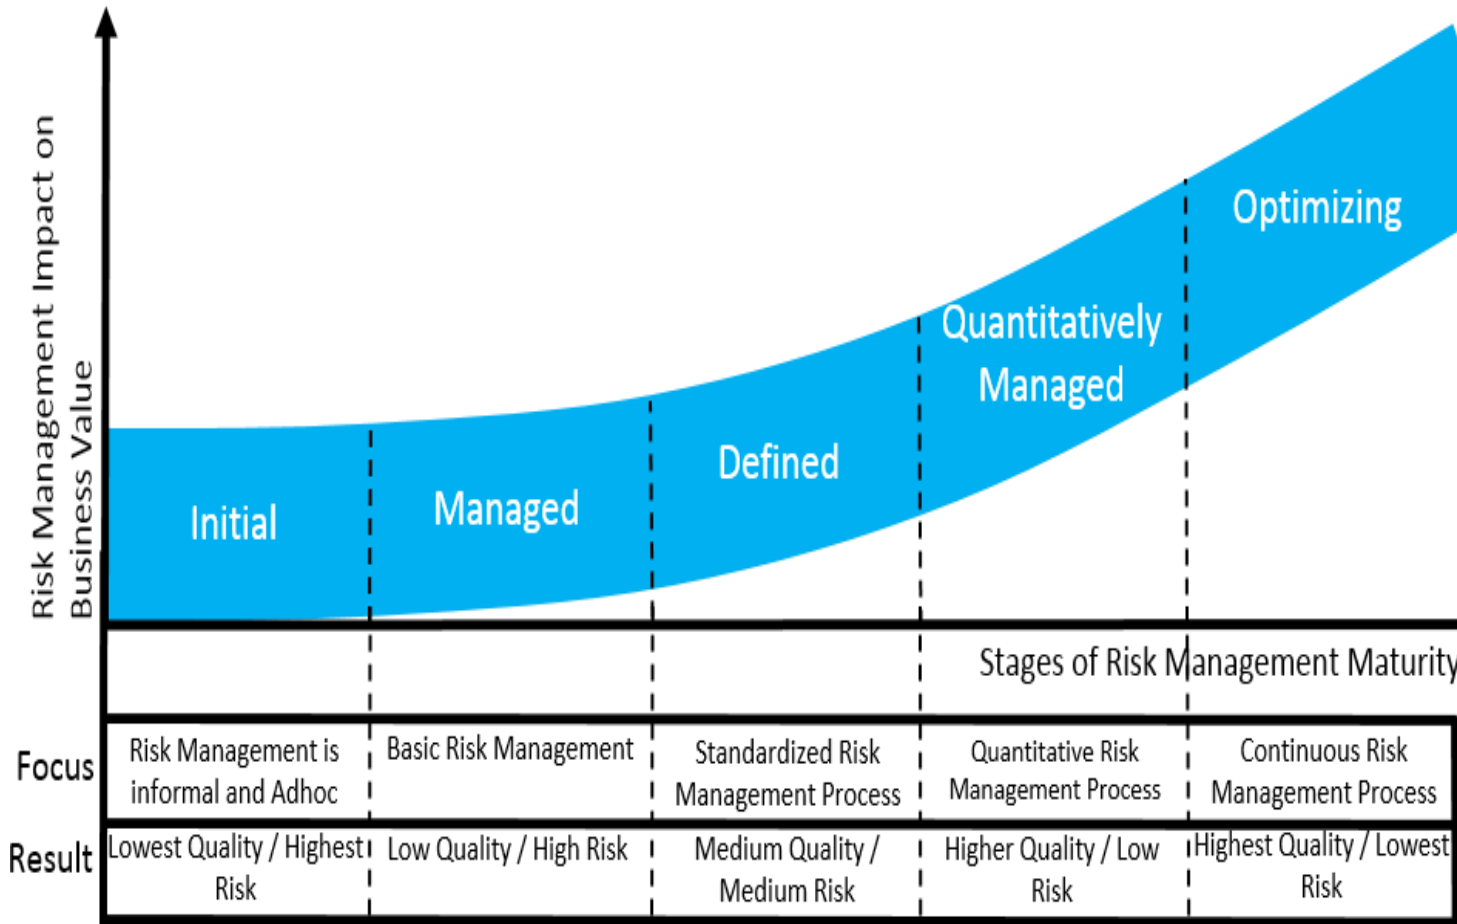 Risk Management Impact on
Business Value
Initial
Managed
Defined
Quantitatively
Managed
Optimizing
Stages of Risk Management Maturity
Focus
Risk Management is
informal and Adhoc
Basic Risk Management
Standardized Risk
Management Process
Quantitative Risk
Management Process
Continuous Risk
Management Process
Result
Lowest Quality / Highest
Risk
Low Quality / High Risk
Medium Quality /
Medium Risk
Higher Quality / Low
Risk
Highest Quality / Lowest
Risk